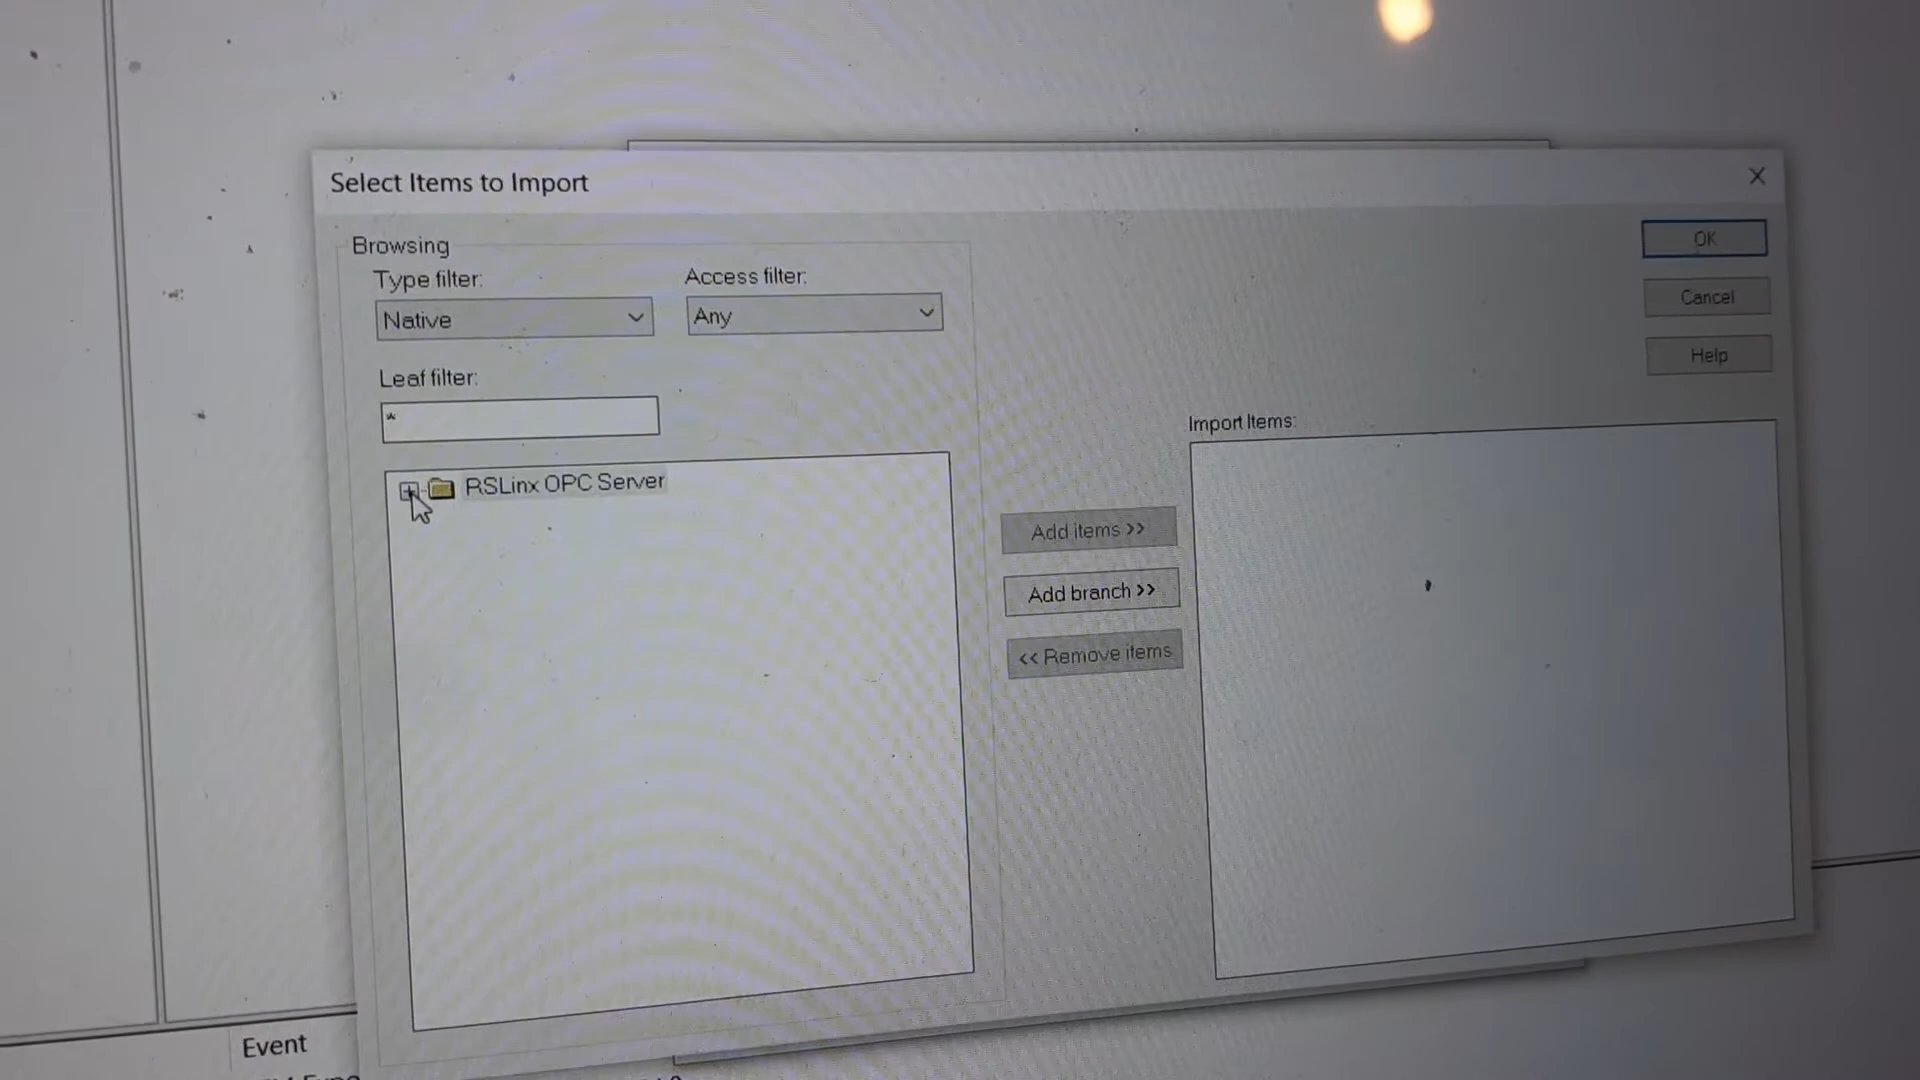 Select Items to Import
Browsing
Type filter:
Access filter:
Native
Any
Leaf filter:
*
RSLinx OPC Server
Add items >>
Add branch >>
<< Remove items
Import Items:
OK
Cancel
Help
Event